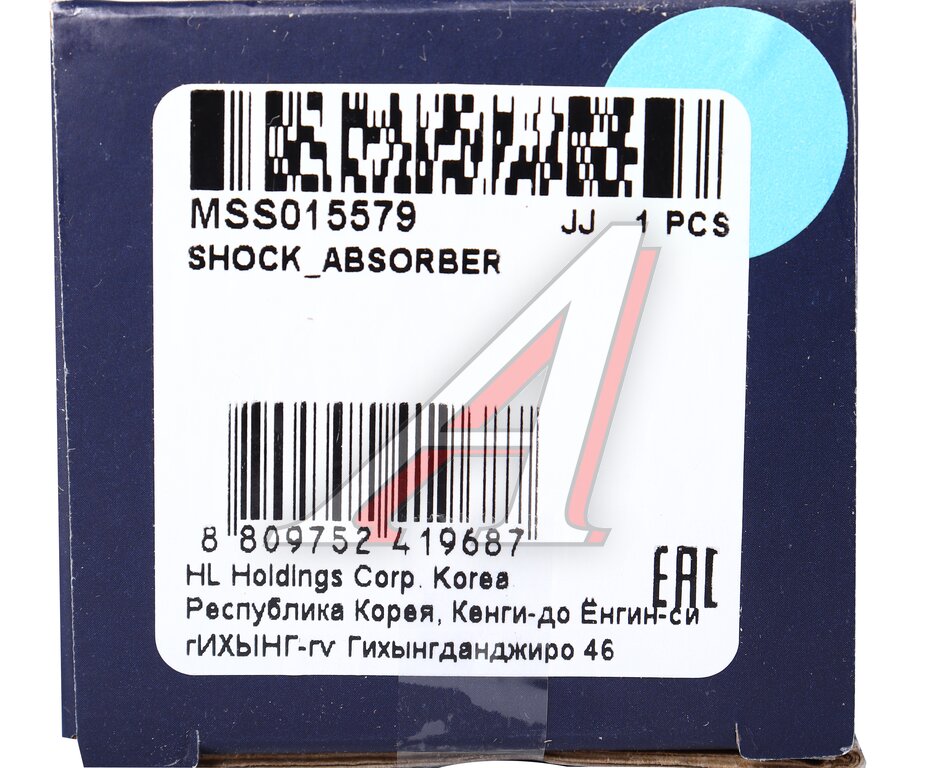 MSS015579 JJ 1 PCS
SHOCK_ABSORBER
8 809752 419687
HL Holdings Corp. Korea
EAC
Республика Корея, Кенги-до Ёнгин-си
гИХЫНГ-гv Гихынгданджиро 46